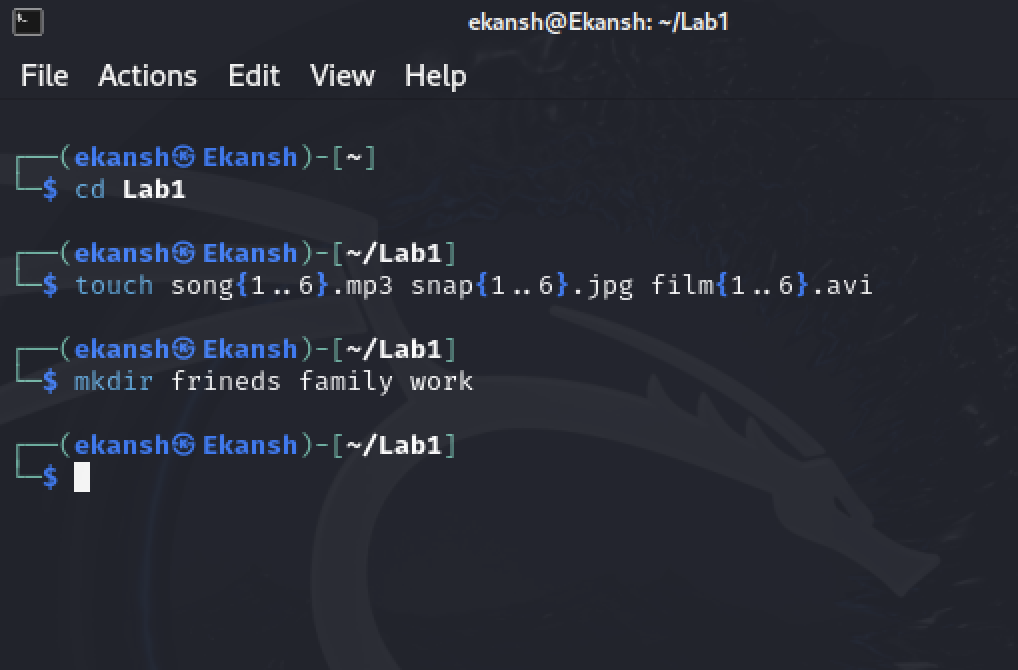 ekansh@Ekansh: ~/Lab1
File Actions Edit View Help
┌──(ekansh㉿Ekansh)-[~]
└─$ cd Lab1
┌──(ekansh㉿Ekansh)-[~/Lab1]
└─$ touch song{1..6}.mp3 snap{1..6}.jpg film{1..6}.avi
┌──(ekansh㉿Ekansh)-[~/Lab1]
└─$ mkdir frineds family work
┌──(ekansh㉿Ekansh)-[~/Lab1]
└─$